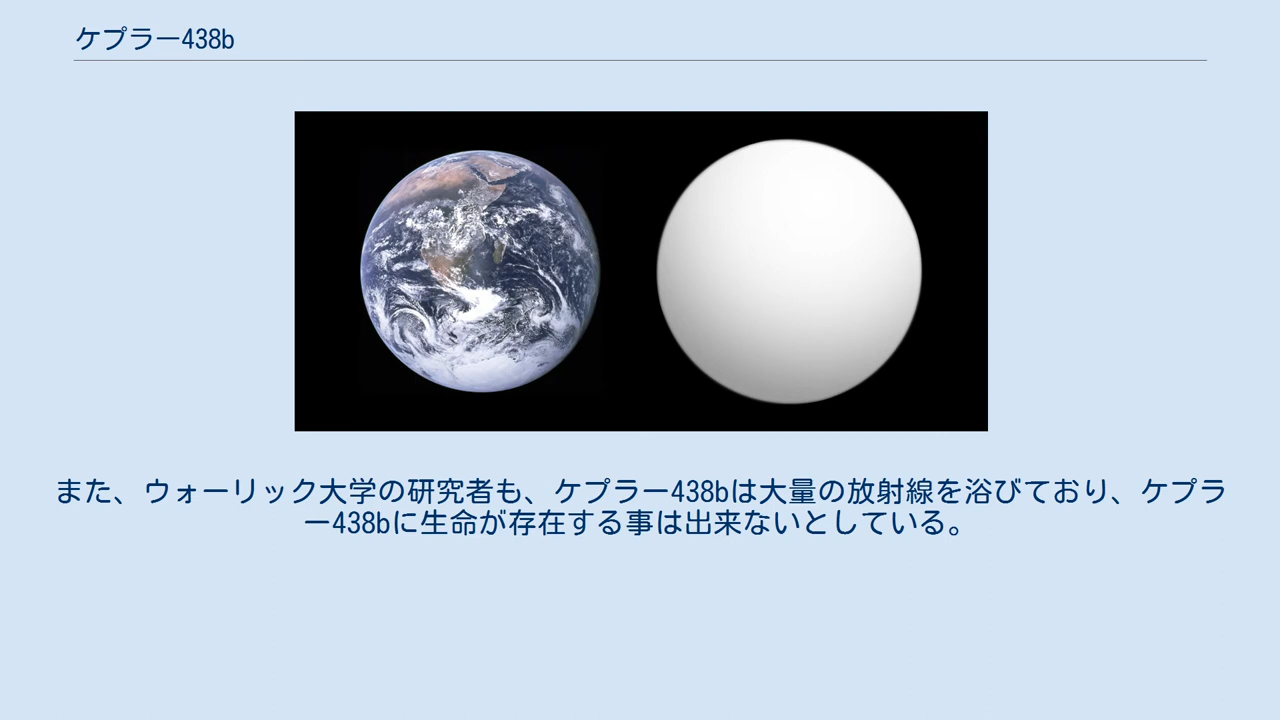 ケプラー438b
また、ウォーリック大学の研究者も、ケプラー438bは大量の放射線を浴びており、ケプラ
ー438bに生命が存在する事は出来ないとしている。